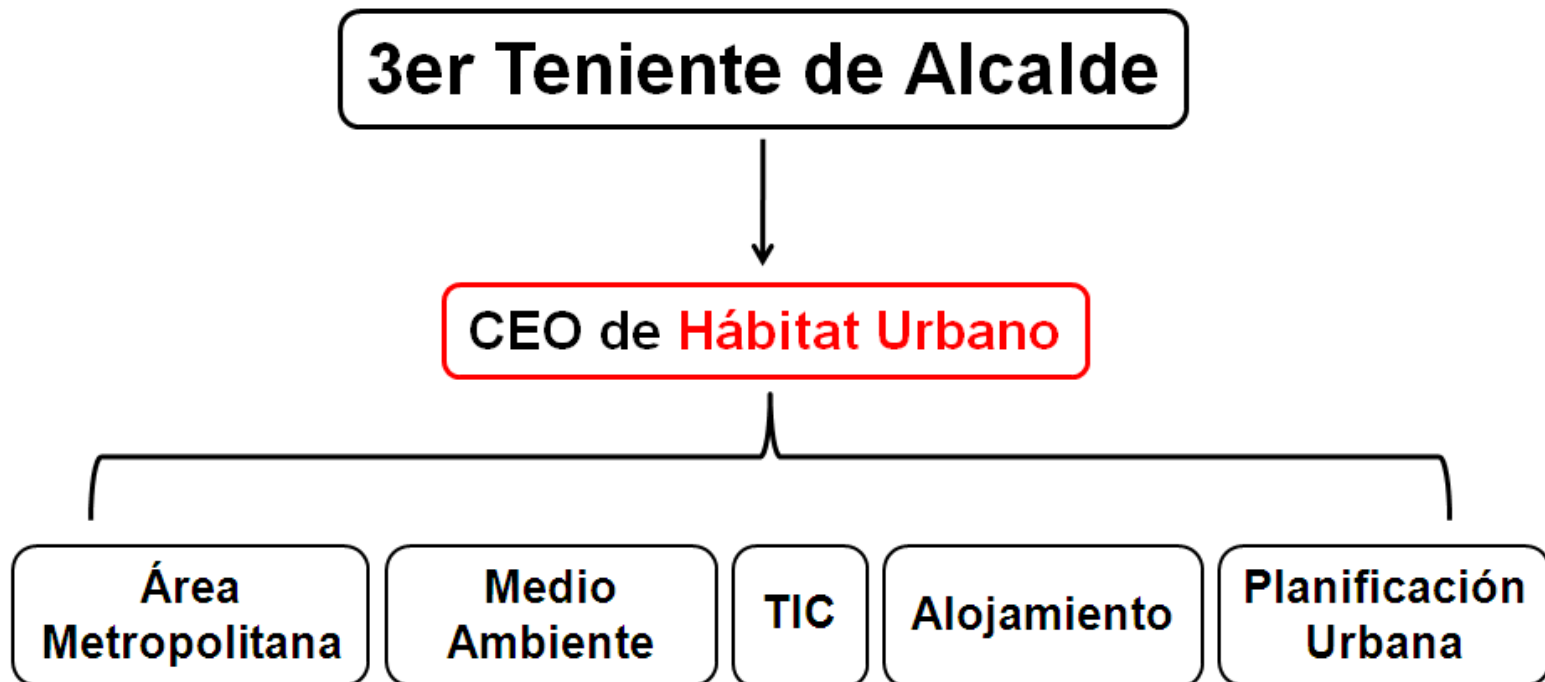 3er Teniente de Alcalde
CEO de Hábitat Urbano
Área
Metropolitana
Medio
Ambiente
TIC
Alojamiento
Planificación
Urbana